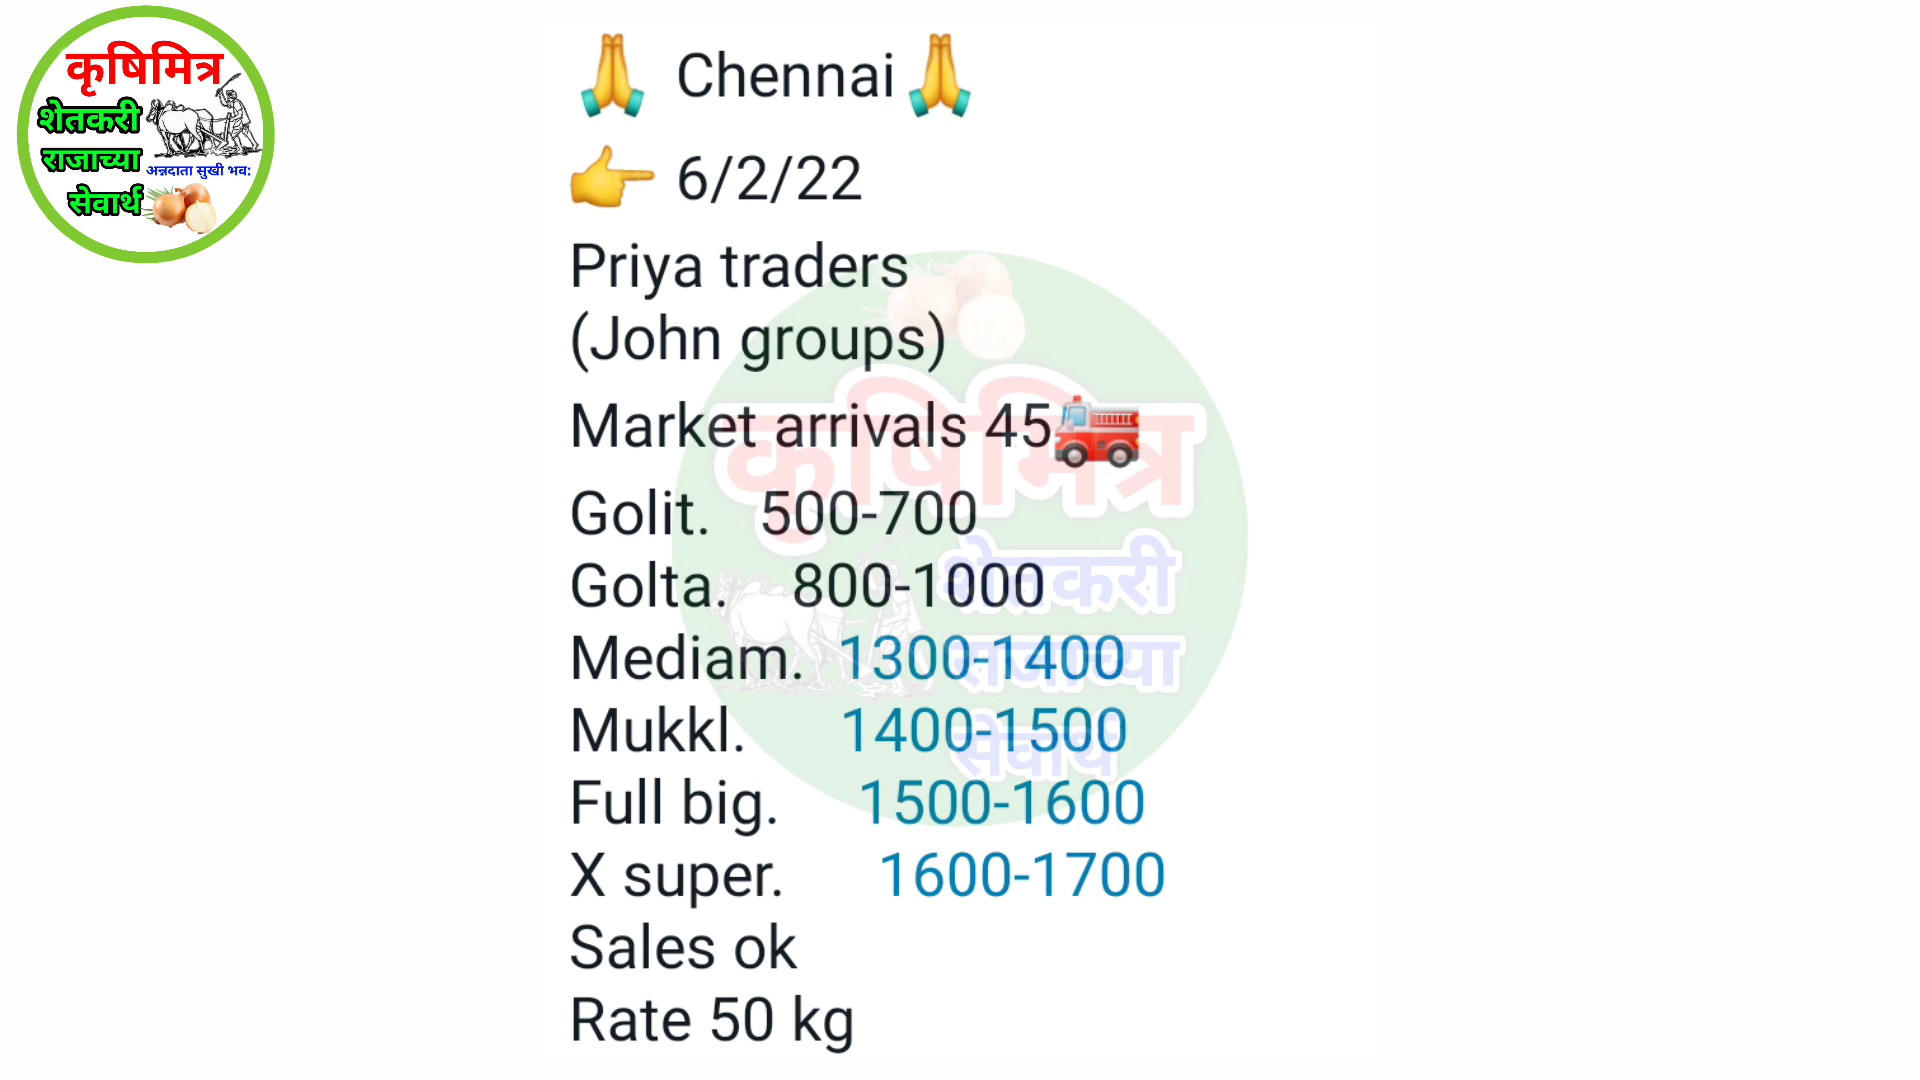 कृषिमित्र
शेतकरी
राजाच्या
अन्नदाता सुखी भव:
सेवार्थ
🙏 Chennai🙏
👉 6/2/22
Priya traders
(John groups)
Market arrivals 45🚒
Golit. 500-700
Golta. 800-1000
Mediam. 1300-1400
Mukkl. 1400-1500
Full big. 1500-1600
X super. 1600-1700
Sales ok
Rate 50 kg
कृषिमित्र
शेतकरी
राजाच्या
सेवार्थ